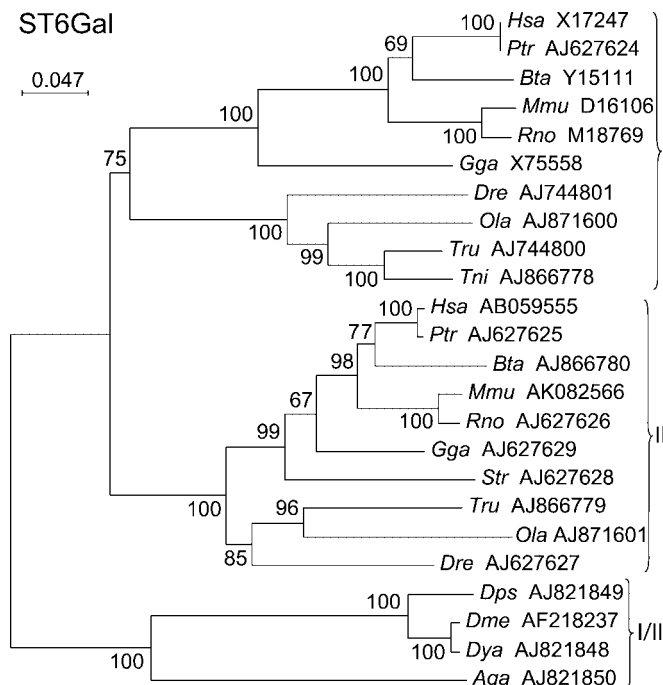 ST6Gal
0.047
100 Hsa X17247
Ptr AJ627624
69
Bta Y15111
100
Mmu D16106
100 Rno M18769
100
Gga X75558
75
Dre AJ744801
100
Ola AJ871600
99
Tru AJ744800
100 Tni AJ866778
100 Hsa AB059555
Ptr AJ627625
77
Bta AJ866780
98
Mmu AK082566
100 Rno AJ627626
67
Gga AJ627629
99
Str AJ627628
II
100
96 Tru AJ866779
Ola AJ871601
85
Dre AJ627627
100 Dps AJ821849
Dme AF218237
I/II
100 Dya AJ821848
100
Aga AJ821850